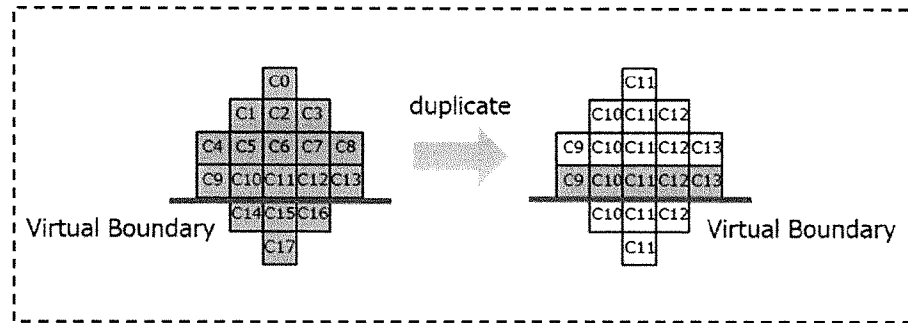 C0 C11
duplicate
C1 C2 C3 C10 C11 C12
C4 C5 C6 C7 C8 C9 C10 C11 C12 C13
C9 C10 C11 C12 C13 C9 C10 C11 C12 C13
C14 C15 C16 C10 C11 C12
Virtual Boundary Virtual Boundary
C17 C11